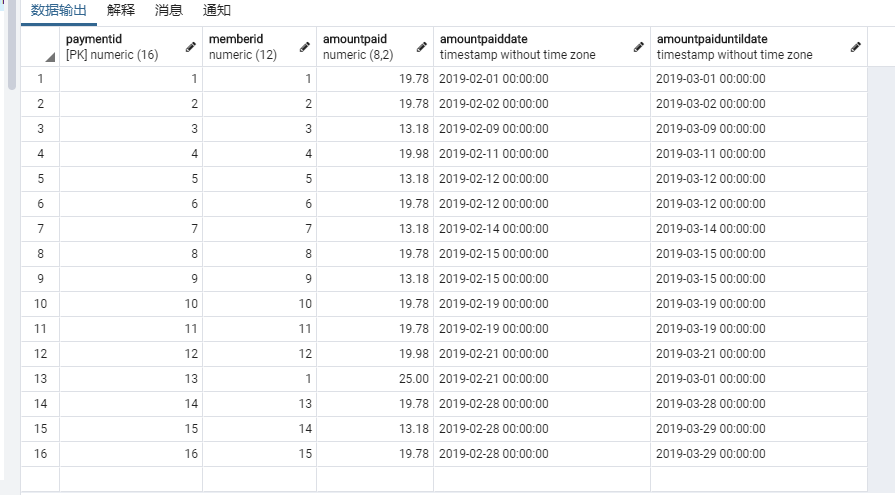 数据输出 解释 消息 通知
paymentid memberid amountpaid amountpaiddate amountpaiduntildate
[PK] numeric (16) numeric (12) numeric (8,2) timestamp without time zone timestamp without time zone
1 1 1 19.78 2019-02-01 00:00:00 2019-03-01 00:00:00
2 2 2 19.78 2019-02-02 00:00:00 2019-03-02 00:00:00
3 3 3 13.18 2019-02-09 00:00:00 2019-03-09 00:00:00
4 4 4 19.98 2019-02-11 00:00:00 2019-03-11 00:00:00
5 5 5 13.18 2019-02-12 00:00:00 2019-03-12 00:00:00
6 6 6 19.78 2019-02-12 00:00:00 2019-03-12 00:00:00
7 7 7 13.18 2019-02-14 00:00:00 2019-03-14 00:00:00
8 8 8 19.78 2019-02-15 00:00:00 2019-03-15 00:00:00
9 9 9 13.18 2019-02-15 00:00:00 2019-03-15 00:00:00
10 10 10 19.78 2019-02-19 00:00:00 2019-03-19 00:00:00
11 11 11 19.78 2019-02-19 00:00:00 2019-03-19 00:00:00
12 12 12 19.98 2019-02-21 00:00:00 2019-03-21 00:00:00
13 13 1 25.00 2019-02-21 00:00:00 2019-03-01 00:00:00
14 14 13 19.78 2019-02-28 00:00:00 2019-03-28 00:00:00
15 15 14 13.18 2019-02-28 00:00:00 2019-03-29 00:00:00
16 16 15 19.78 2019-02-28 00:00:00 2019-03-29 00:00:00